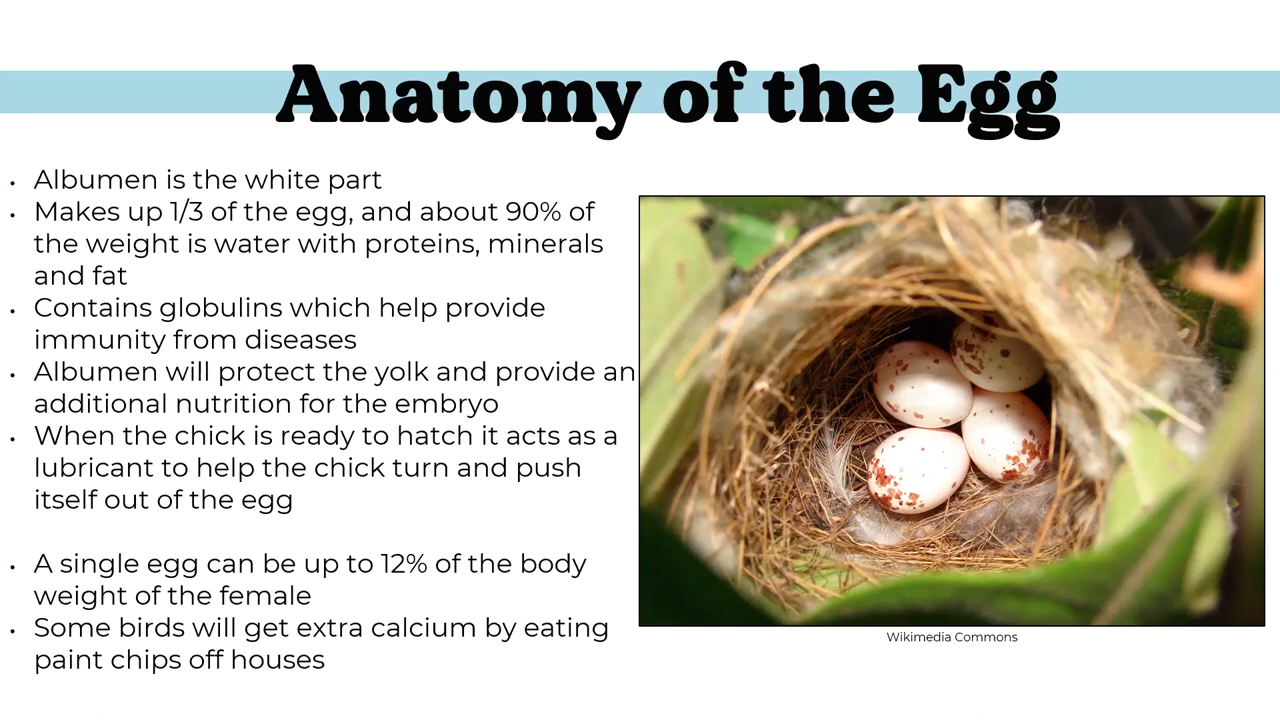 Anatomy of the Egg
• Albumen is the white part
• Makes up 1/3 of the egg, and about 90% of
the weight is water with proteins, minerals
and fat
• Contains globulins which help provide
immunity from diseases
• Albumen will protect the yolk and provide an
additional nutrition for the embryo
• When the chick is ready to hatch it acts as a
lubricant to help the chick turn and push
itself out of the egg
• A single egg can be up to 12% of the body
weight of the female
• Some birds will get extra calcium by eating
paint chips off houses
Wikimedia Commons